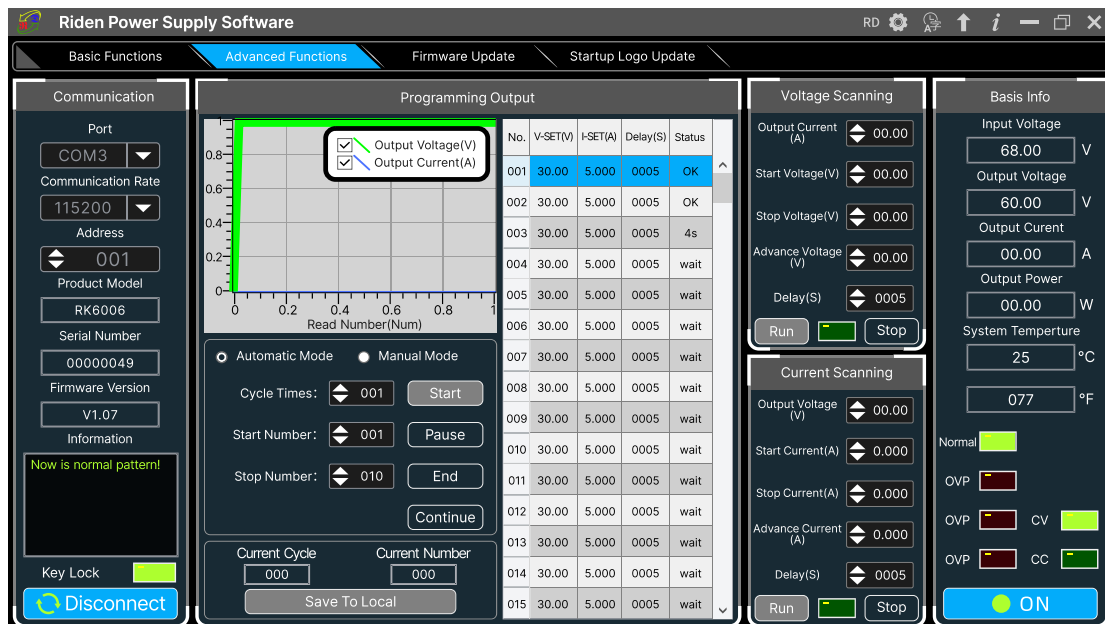 Riden Power Supply Software
RD
Basic Functions
Advanced Functions
Firmware Update
Startup Logo Update
Communication
Port
COM3
Communication Rate
115200
Address
001
Product Model
RK6006
Serial Number
00000049
Firmware Version
V1.07
Information
Now is normal pattern!
Key Lock
Disconnect
Programming Output
Output Voltage(V)
Output Current(A)
1
0.8
0.6
0.4
0.2
0
0 0.2 0.4 0.6 0.8 1
Read Number(Num)
Automatic Mode
Manual Mode
Cycle Times: 001 Start
Start Number: 001 Pause
Stop Number: 010 End
Continue
Current Cycle Current Number
000 000
Save To Local
No. V-SET(V) I-SET(A) Delay(S) Status
001 30.00 5.000 0005 OK
002 30.00 5.000 0005 OK
003 30.00 5.000 0005 4s
004 30.00 5.000 0005 wait
005 30.00 5.000 0005 wait
006 30.00 5.000 0005 wait
007 30.00 5.000 0005 wait
008 30.00 5.000 0005 wait
009 30.00 5.000 0005 wait
010 30.00 5.000 0005 wait
011 30.00 5.000 0005 wait
012 30.00 5.000 0005 wait
013 30.00 5.000 0005 wait
014 30.00 5.000 0005 wait
015 30.00 5.000 0005 wait
Voltage Scanning
Output Current
(A) 00.00
Start Voltage(V) 00.00
Stop Voltage(V) 00.00
Advance Voltage
(V) 00.00
Delay(S) 0005
Run Stop
Current Scanning
Output Voltage
(V) 00.00
Start Current(A) 0.000
Stop Current(A) 0.000
Advance Current
(A) 0.000
Delay(S) 0005
Run Stop
Basis Info
Input Voltage
68.00 V
Output Voltage
60.00 V
Output Curent
00.00 A
Output Power
00.00 W
System Temperture
25 °C
077 °F
Normal
OVP
OVP CV
OVP CC
ON